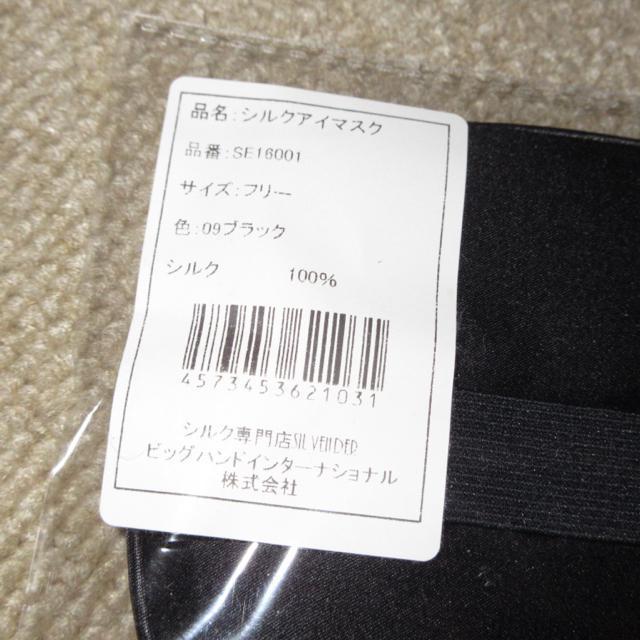 品名:シルクアイマスク
品番:SE16001
サイズ:フリー
色:09ブラック
シルク 100%
4573453621031
シルク専門店SILVENDER
ビッグハンドインターナショナル
株式会社